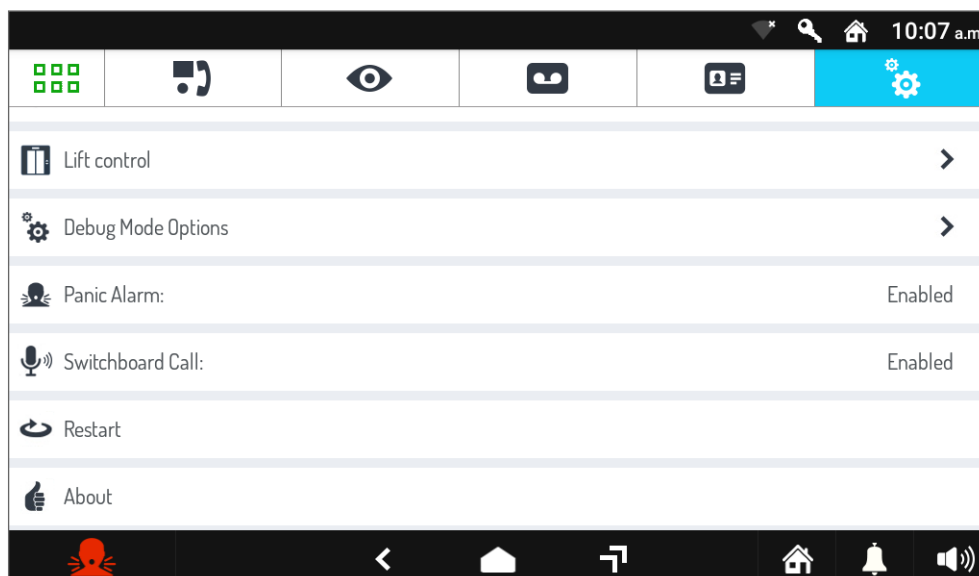 10:07 a.m
Lift control
Debug Mode Options
Panic Alarm: Enabled
Switchboard Call: Enabled
Restart
About